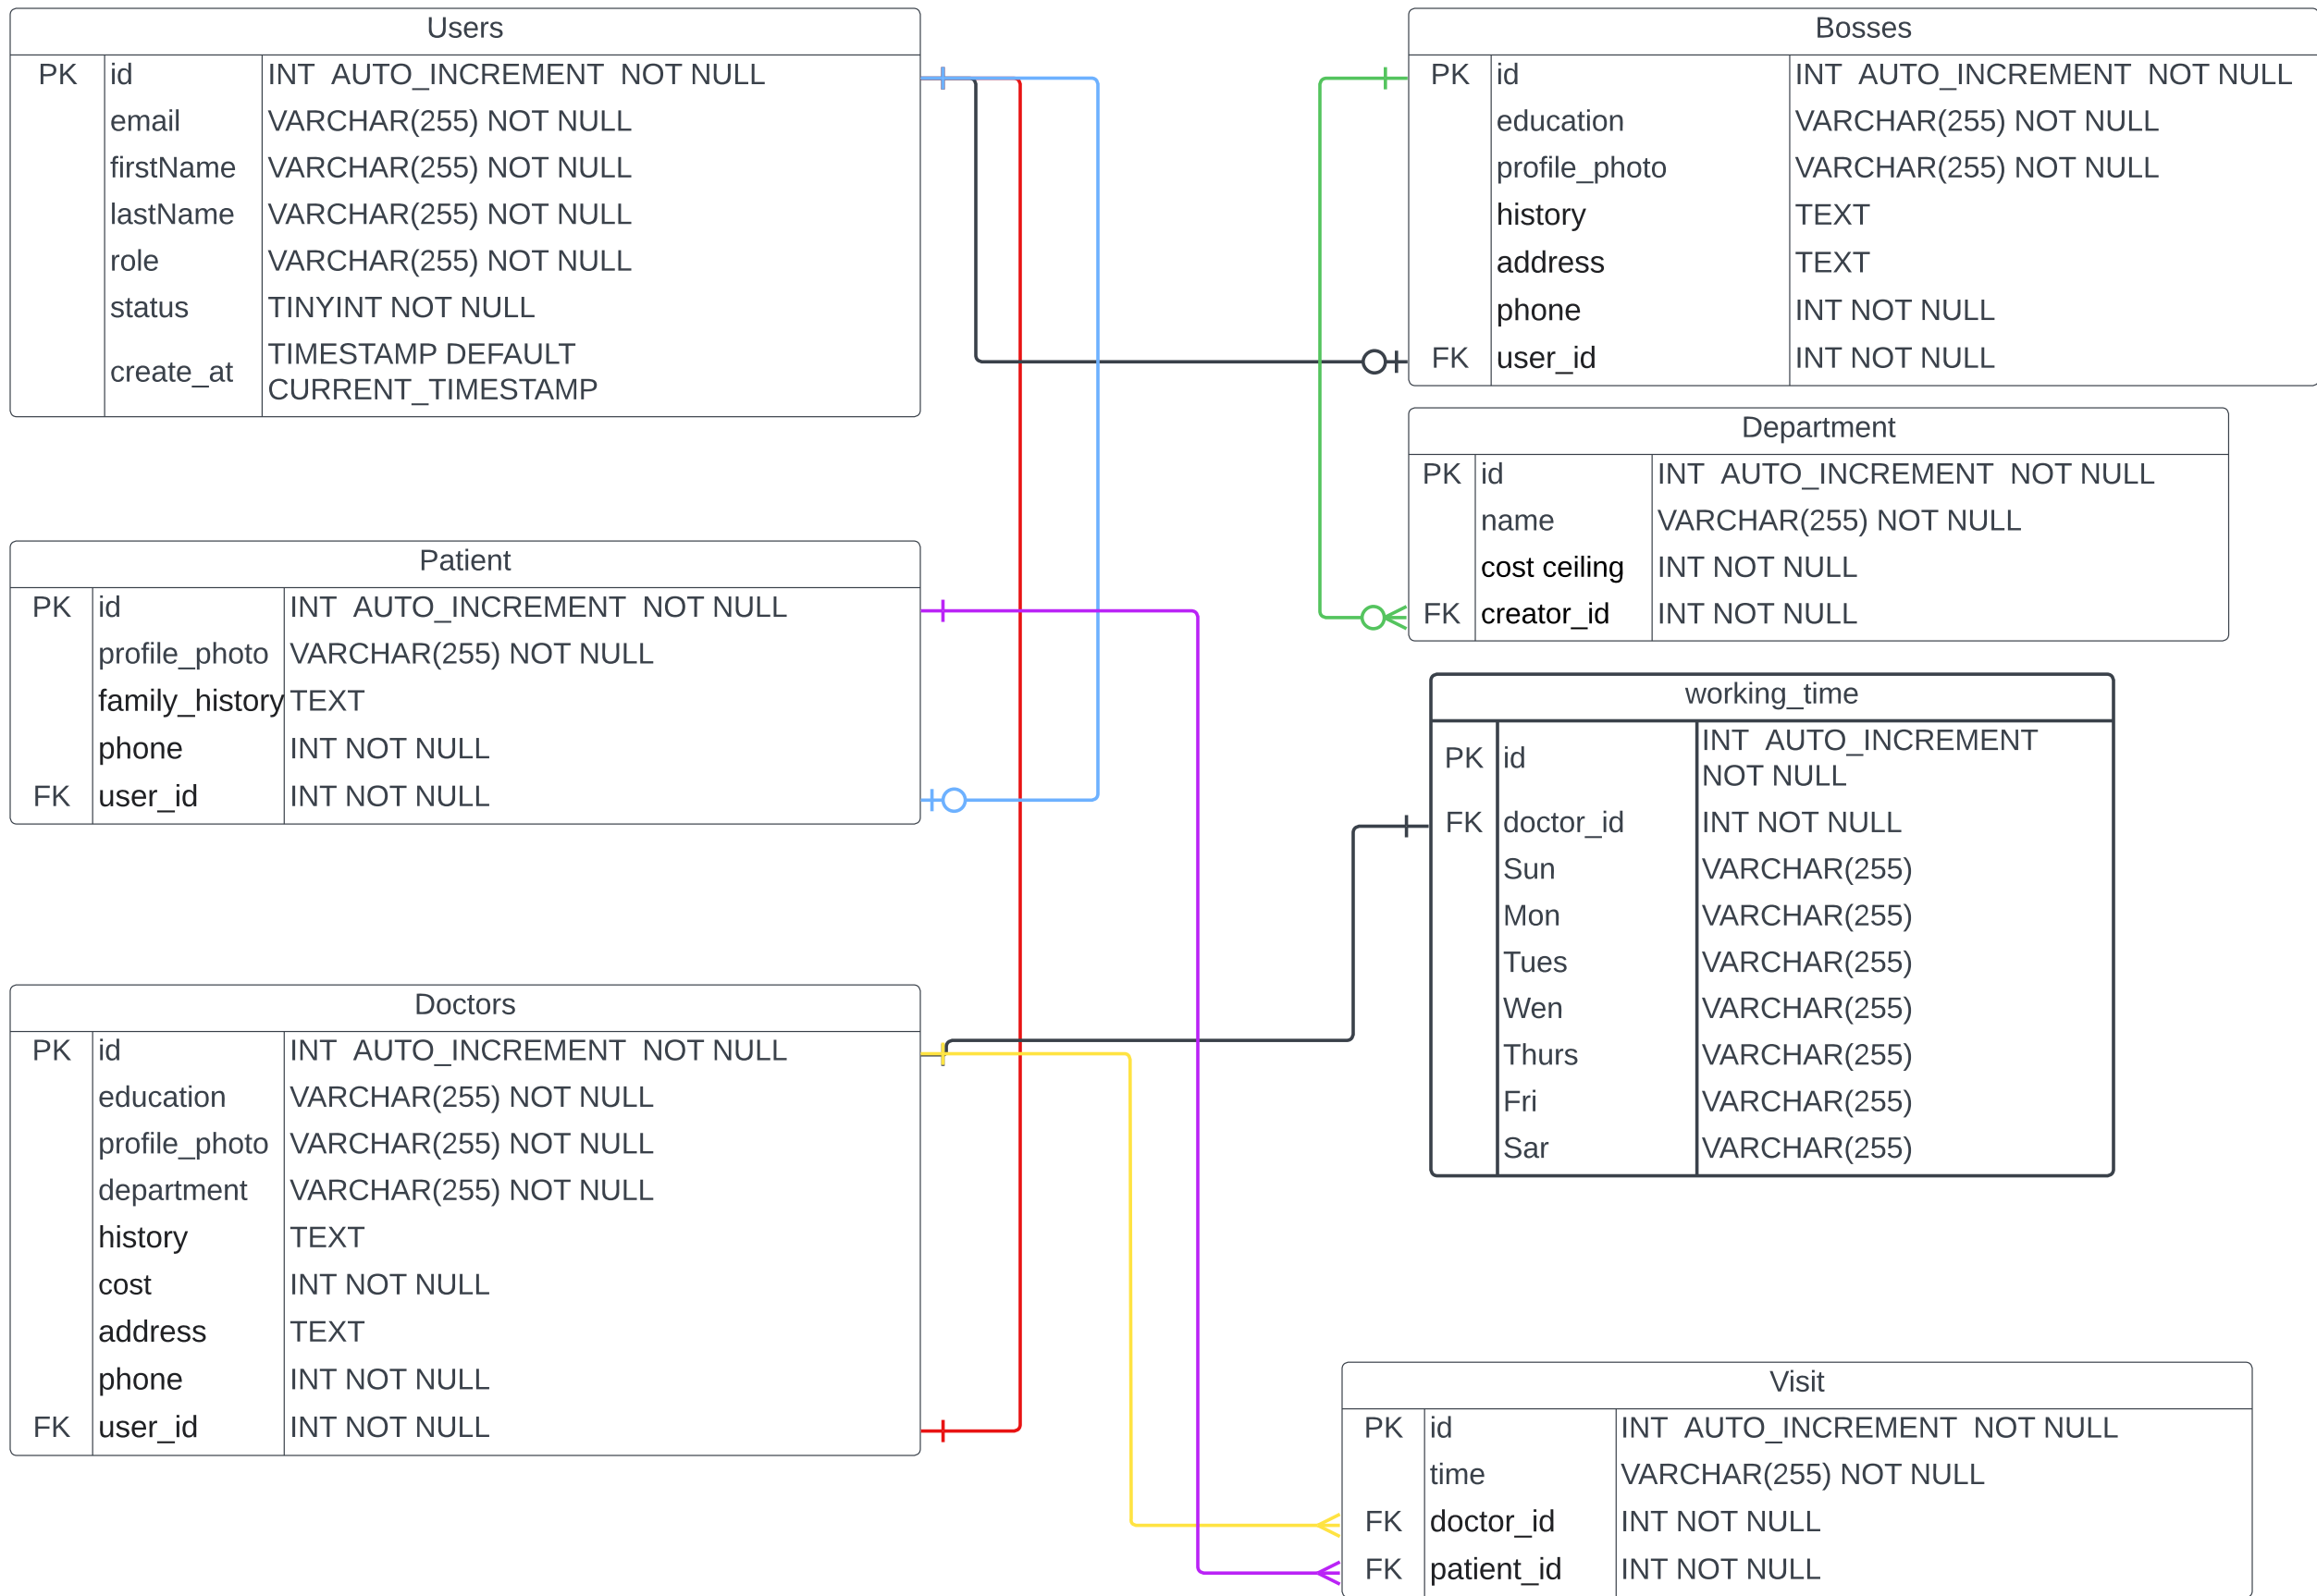 Users
PK id INT AUTO_INCREMENT NOT NULL
email VARCHAR(255) NOT NULL
firstName VARCHAR(255) NOT NULL
lastName VARCHAR(255) NOT NULL
role VARCHAR(255) NOT NULL
status TINYINT NOT NULL
create_at TIMESTAMP DEFAULT
CURRENT_TIMESTAMP
Bosses
PK id INT AUTO_INCREMENT NOT NULL
education VARCHAR(255) NOT NULL
profile_photo VARCHAR(255) NOT NULL
history TEXT
address TEXT
phone INT NOT NULL
FK user_id INT NOT NULL
Department
PK id INT AUTO_INCREMENT NOT NULL
name VARCHAR(255) NOT NULL
cost ceiling INT NOT NULL
FK creator_id INT NOT NULL
Patient
PK id INT AUTO_INCREMENT NOT NULL
profile_photo VARCHAR(255) NOT NULL
family_history TEXT
phone INT NOT NULL
FK user_id INT NOT NULL
working_time
PK id INT AUTO_INCREMENT
NOT NULL
FK doctor_id INT NOT NULL
Sun VARCHAR(255)
Mon VARCHAR(255)
Tues VARCHAR(255)
Wen VARCHAR(255)
Thurs VARCHAR(255)
Fri VARCHAR(255)
Sar VARCHAR(255)
Doctors
PK id INT AUTO_INCREMENT NOT NULL
education VARCHAR(255) NOT NULL
profile_photo VARCHAR(255) NOT NULL
department VARCHAR(255) NOT NULL
history TEXT
cost INT NOT NULL
address TEXT
phone INT NOT NULL
FK user_id INT NOT NULL
Visit
PK id INT AUTO_INCREMENT NOT NULL
time VARCHAR(255) NOT NULL
FK doctor_id INT NOT NULL
FK patient_id INT NOT NULL